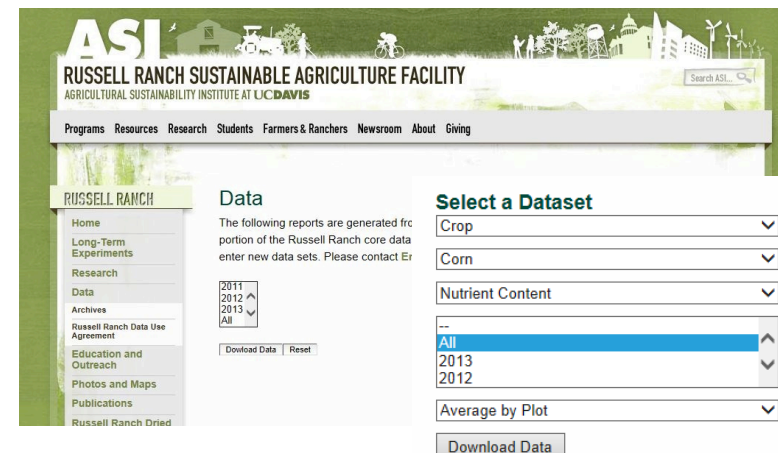 ASI
RUSSELL RANCH SUSTAINABLE AGRICULTURE FACILITY
AGRICULTURAL SUSTAINABILITY INSTITUTE AT UCDAVIS
Search ASI...
Programs Resources Research Students Farmers & Ranchers Newsroom About Giving
RUSSELL RANCH
Home
Long-Term
Experiments
Research
Data
Archives
Russell Ranch Data Use
Agreement
Education and
Outreach
Photos and Maps
Publications
Russell Ranch Dried
Data
The following reports are generated fro
portion of the Russell Ranch core data
enter new data sets. Please contact Er
2011
2012
2013
All
Dowload Data Reset
Select a Dataset
Crop
Corn
Nutrient Content
--
All
2013
2012
Average by Plot
Download Data